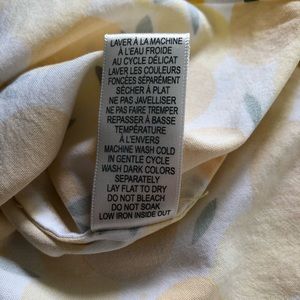 LAVER À LA MACHINE
À L'EAU FROIDE
AU CYCLE DÉLICAT
LAVER LES COULEURS
FONCÉES SÉPARÉMENT
SÉCHER À PLAT
NE PAS JAVELLISER
NE PAS FAIRE TREMPER
REPASSER À BASSE
TEMPÉRATURE
À L'ENVERS
MACHINE WASH COLD
IN GENTLE CYCLE
WASH DARK COLORS
SEPARATELY
LAY FLAT TO DRY
DO NOT BLEACH
DO NOT SOAK
LOW IRON INSIDE OUT